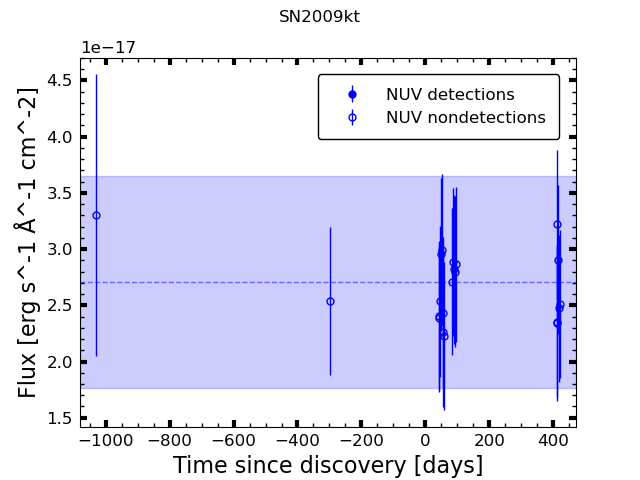 SN2009kt
1e−17
4.5
4.0
3.5
3.0
2.5
2.0
1.5
Flux [erg s^-1 Å^-1 cm^-2]
NUV detections
NUV nondetections
−1000 −800 −600 −400 −200 0 200 400
Time since discovery [days]